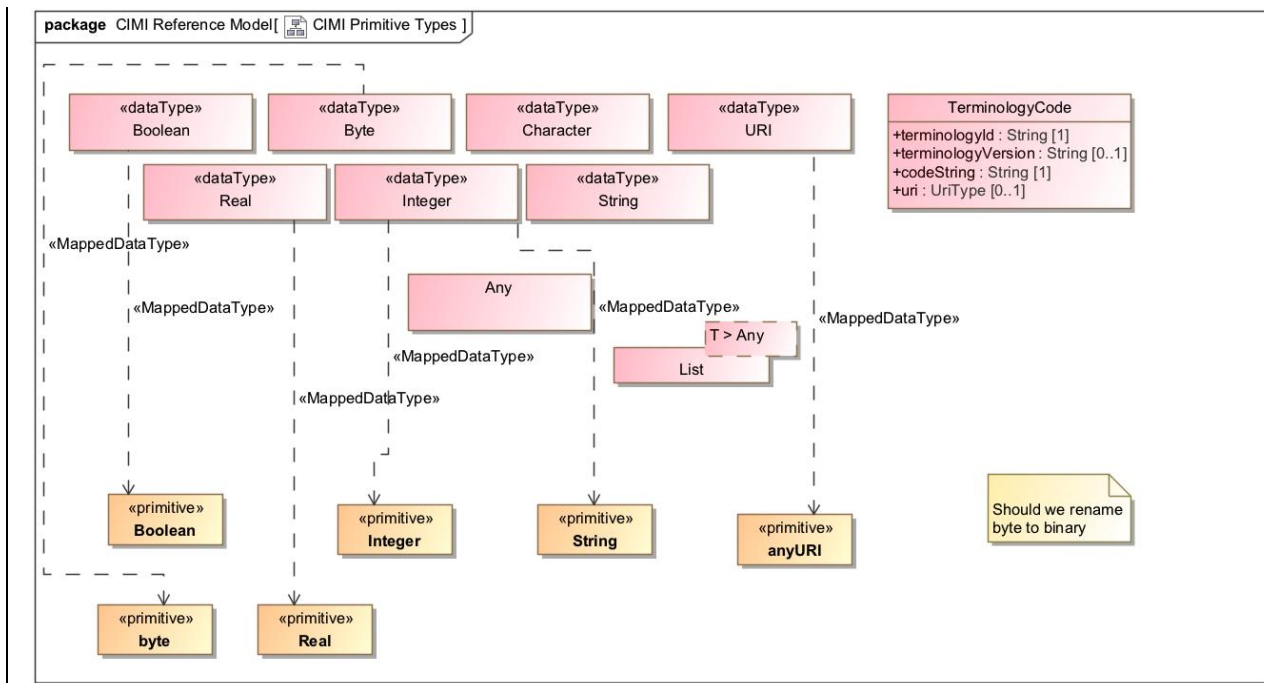 package CIMI Reference Model[ CIMI Primitive Types ]
«dataType»
Boolean
«dataType»
Byte
«dataType»
Character
«dataType»
URI
TerminologyCode
+terminologyId : String [1]
+terminologyVersion : String [0..1]
+codeString : String [1]
+uri : UriType [0..1]
«dataType»
Real
«dataType»
Integer
«dataType»
String
«MappedDataType»
«MappedDataType»
Any
«MappedDataType»
«MappedDataType»
T > Any
List
«MappedDataType»
«MappedDataType»
«primitive»
Boolean
«primitive»
Integer
«primitive»
String
«primitive»
anyURI
Should we rename
byte to binary
«primitive»
byte
«primitive»
Real